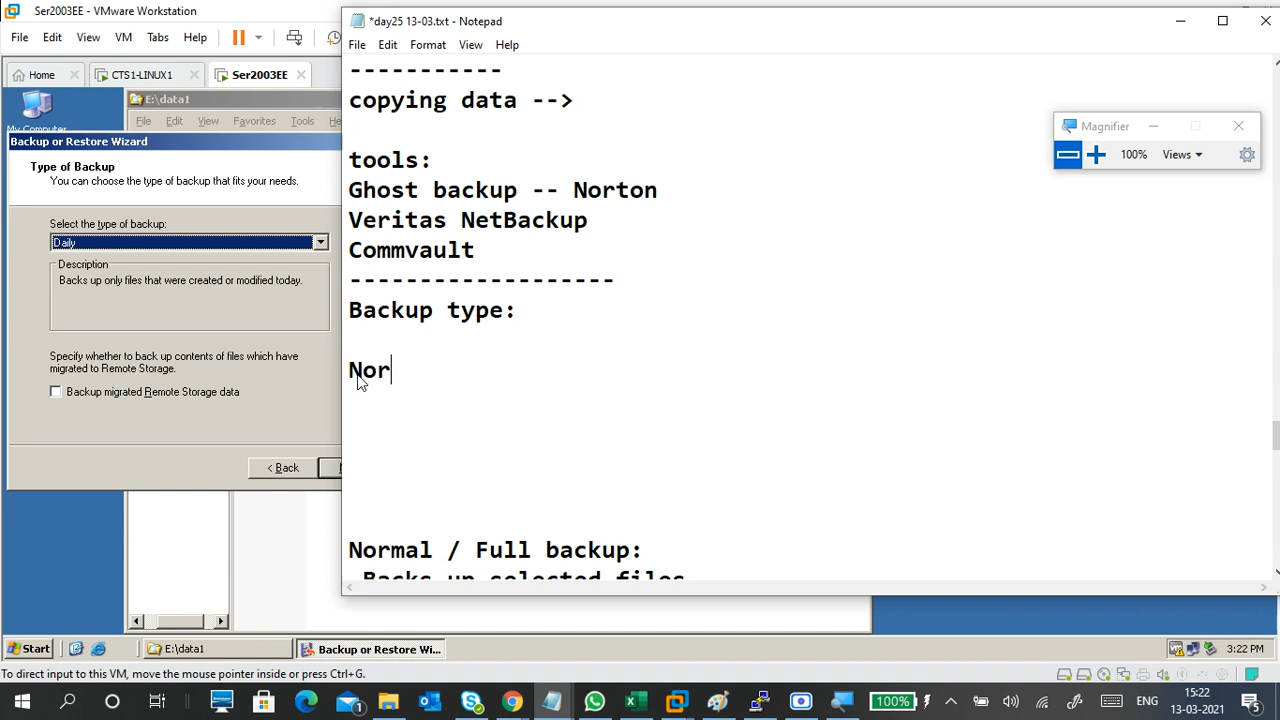 Ser2003EE - VMware Workstation
File Edit View VM Tabs Help
Home
CTS1-LINUX1
Ser2003EE
My Computer
E:\data1
File Edit View Favorites Tools
Backup or Restore Wizard
Type of Backup
You can choose the type of backup that fits your needs.
Select the type of backup:
Daily
Description
Backs up only files that were created or modified today.
Specify whether to back up contents of files which have
migrated to Remote Storage.
Backup migrated Remote Storage data
< Back
*day25 13-03.txt - Notepad
File Edit Format View Help
-----------
copying data -->
tools:
Ghost backup -- Norton
Veritas NetBackup
Commvault
-------------------
Backup type:
Nor
Normal / Full backup:
Backs up selected files
Magnifier
100% Views
Start
E:\data1
Backup or Restore Wi...
3:22 PM
To direct input to this VM, move the mouse pointer inside or press Ctrl+G.
100%
ENG
15:22
13-03-2021
5